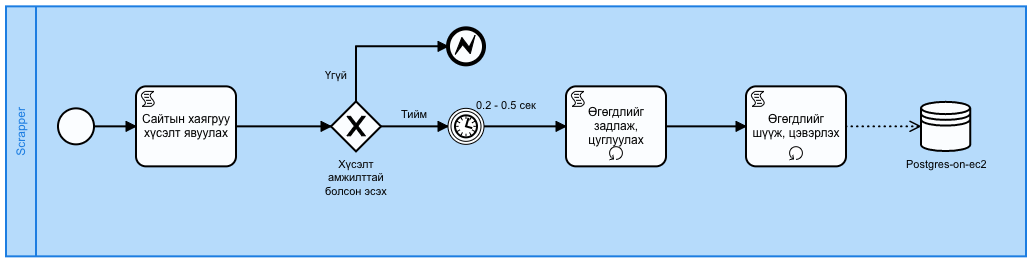 Scrapper
Сайтын хаягруу
хүсэлт явуулах
Үгүй
Хүсэлт
амжилттай
болсон эсэх
Тийм
0.2 - 0.5 сек
Өгөгдлийг
задлаж,
цуглуулах
Өгөгдлийг
шүүж, цэвэрлэх
Postgres-on-ec2